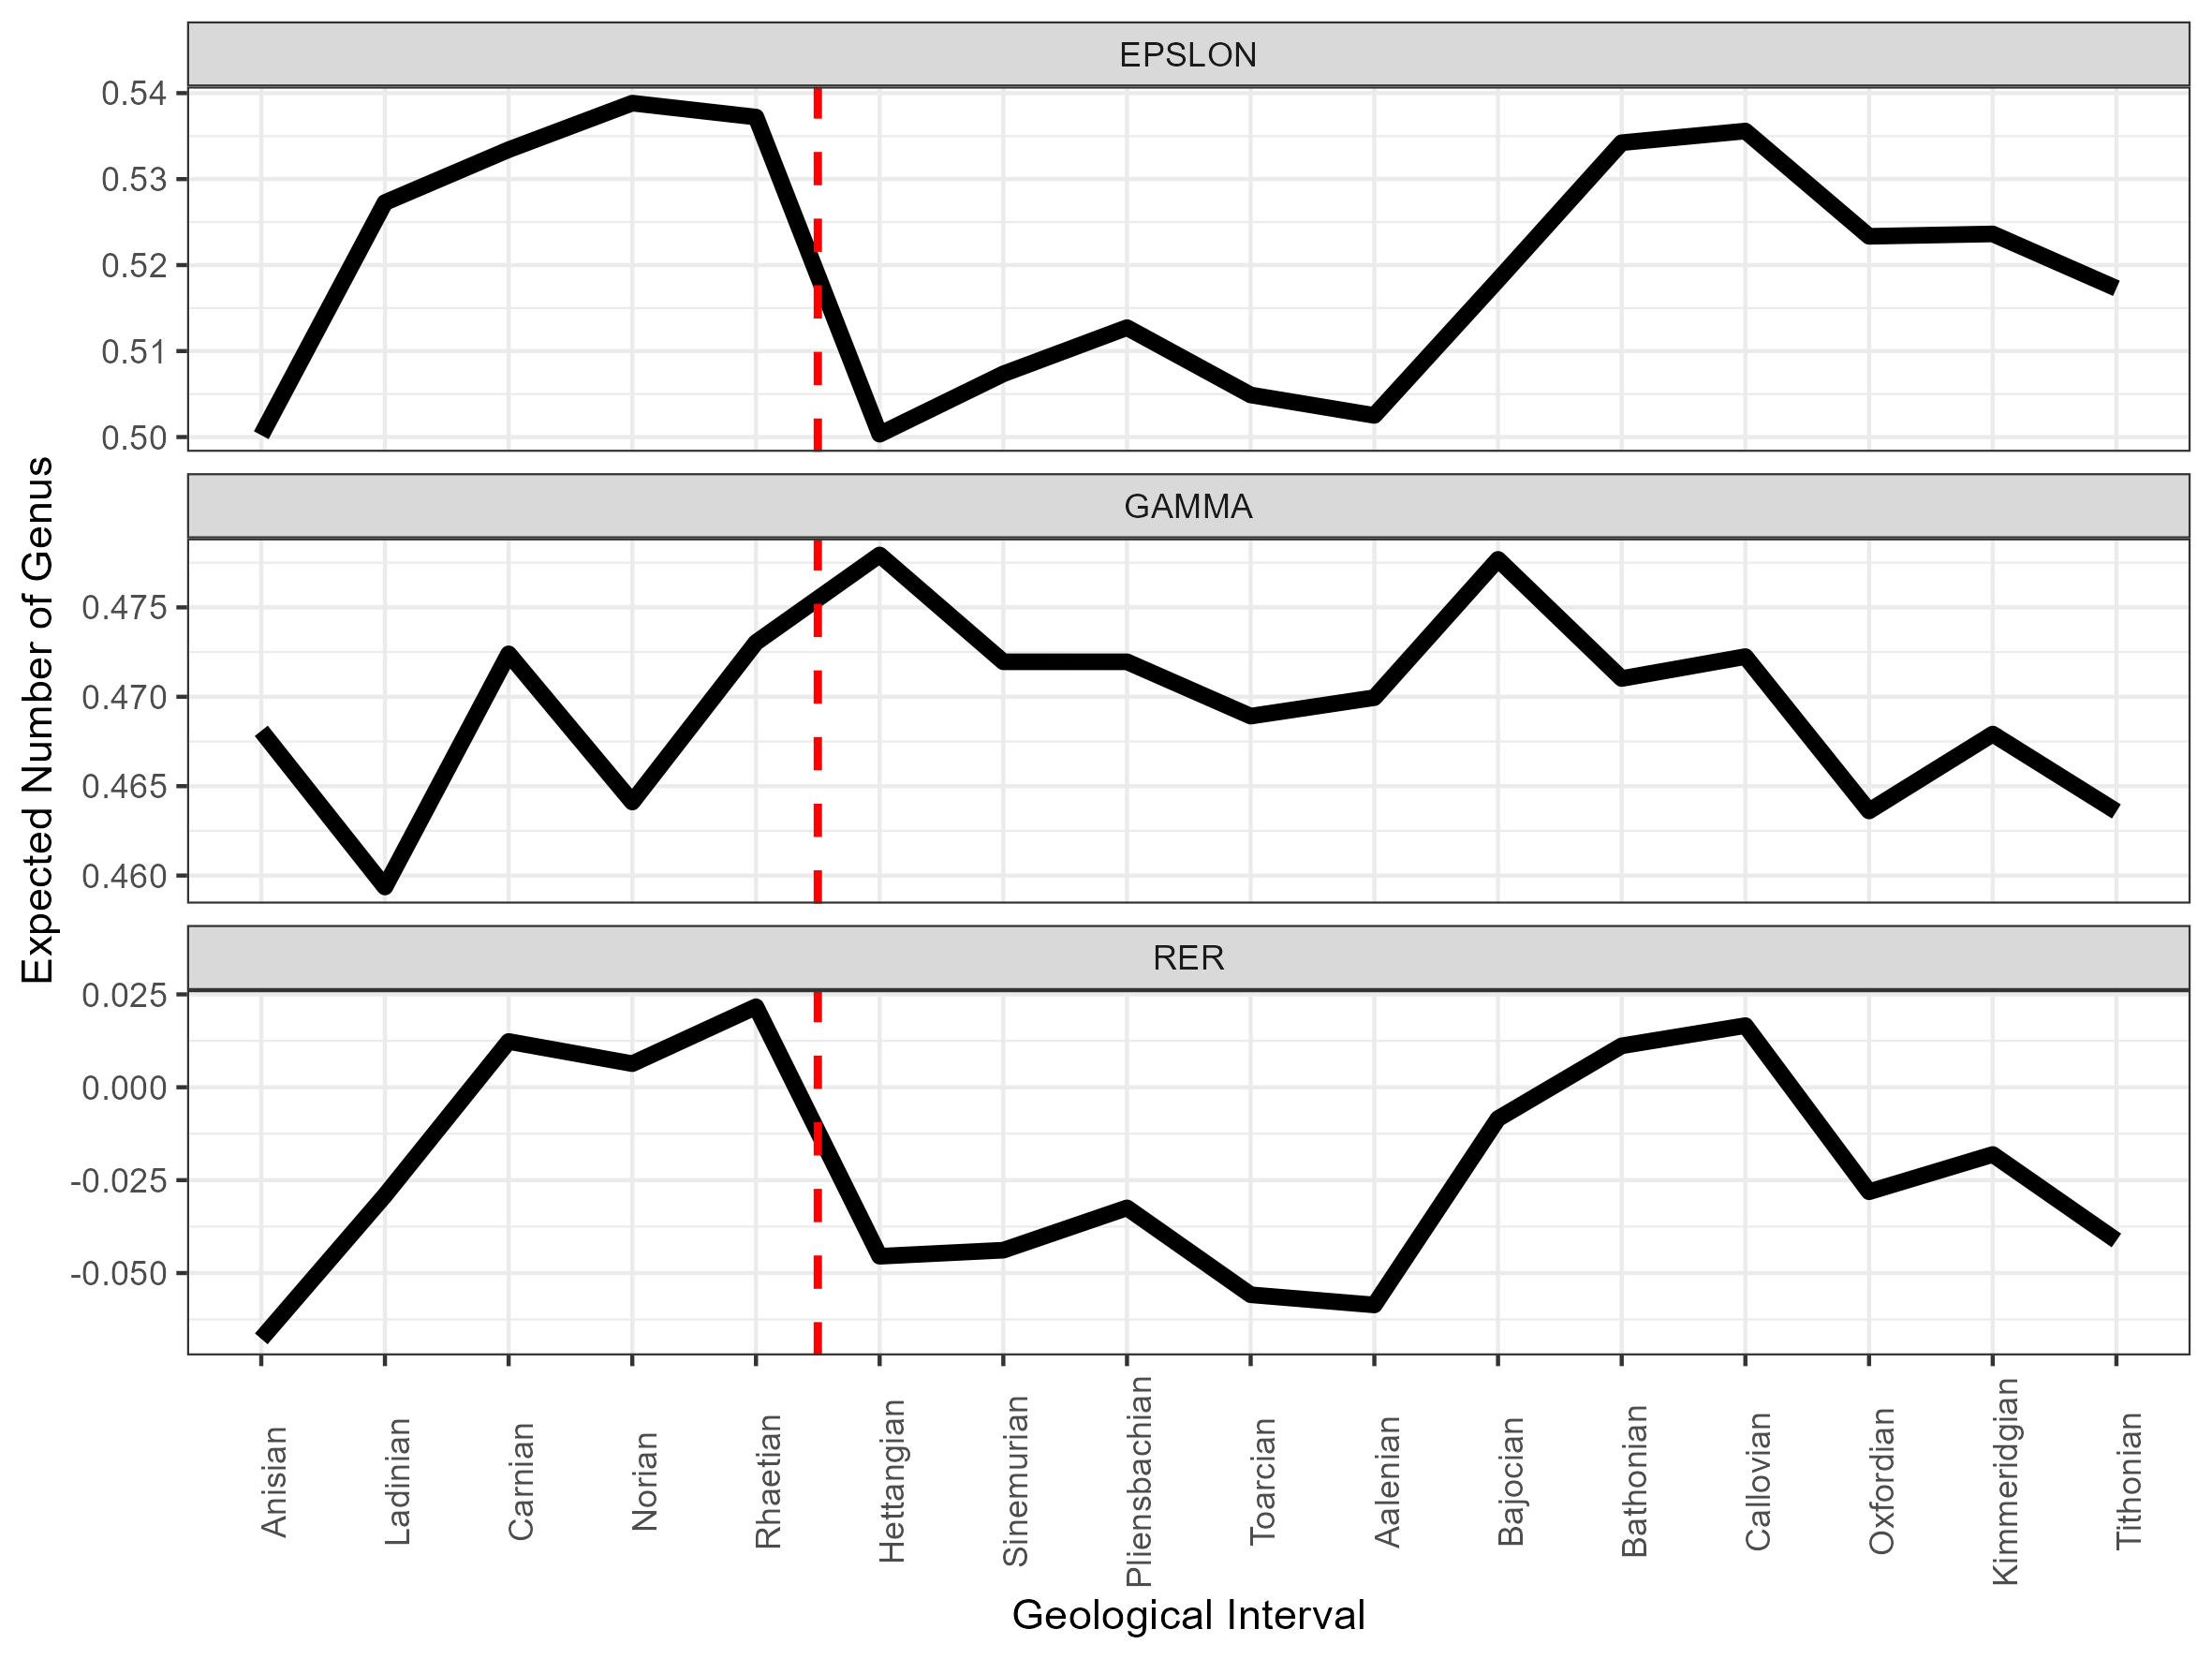 EPSLON
0.54
0.53
0.52
0.51
0.50
GAMMA
0.475
0.470
0.465
0.460
RER
0.025
0.000
-0.025
-0.050
Expected Number of Genus
Anisian
Ladinian
Carnian
Norian
Rhaetian
Hettangian
Sinemurian
Pliensbachian
Toarcian
Aalenian
Bajocian
Bathonian
Callovian
Oxfordian
Kimmeridgian
Tithonian
Geological Interval